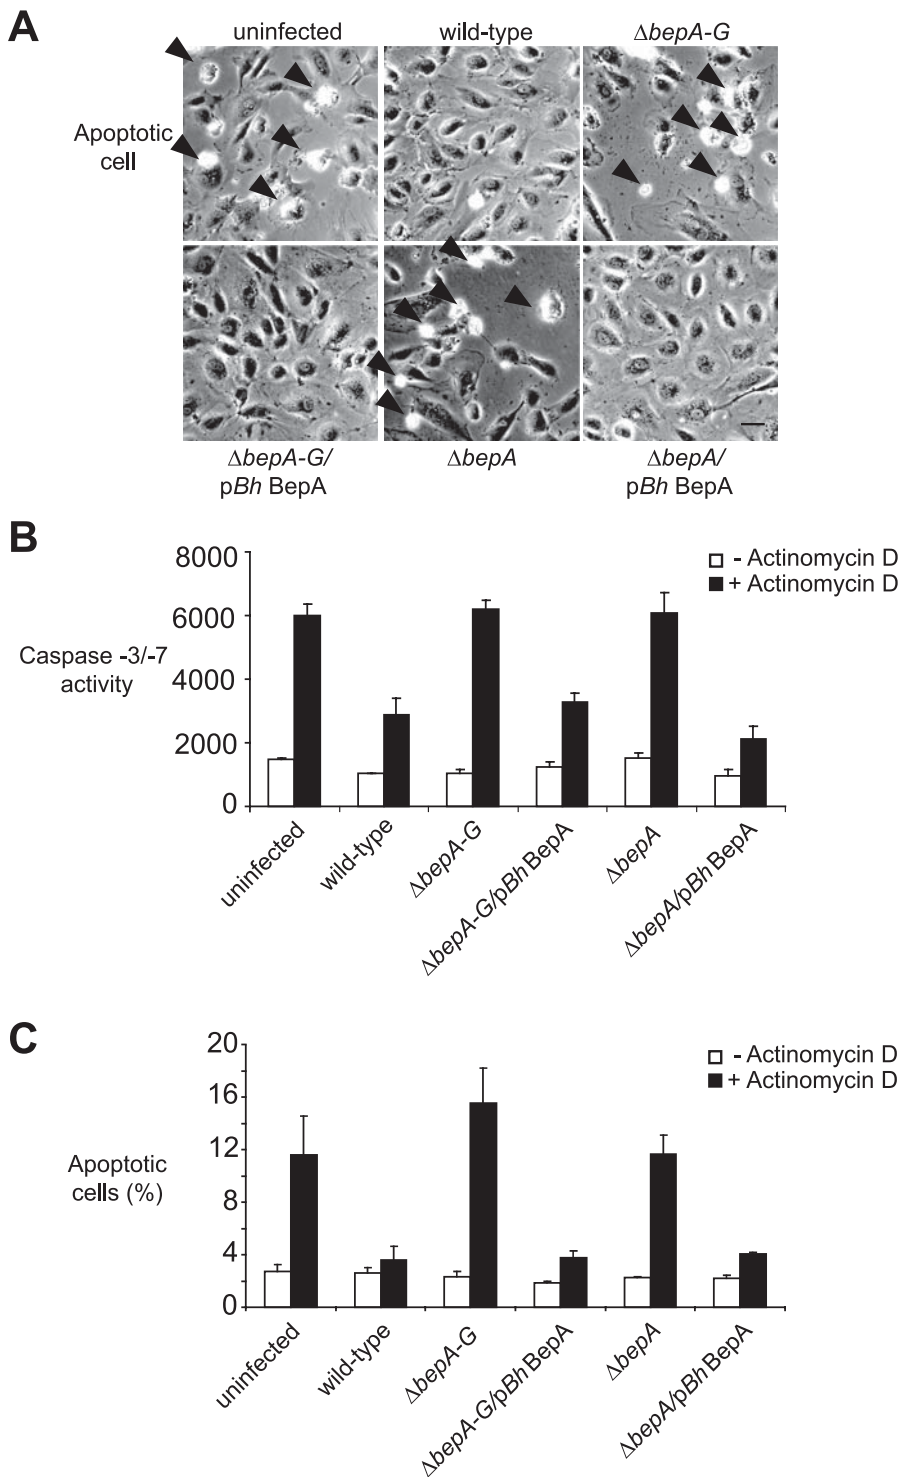 A
uninfected
wild-type
ΔbepA-G
Apoptotic
cell
ΔbepA-G/
pBh BepA
ΔbepA
ΔbepA/
pBh BepA
B
8000
6000
4000
2000
0
Caspase -3/-7
activity
- Actinomycin D
+ Actinomycin D
uninfected
wild-type
ΔbepA-G
ΔbepA-G/pBh BepA
ΔbepA
ΔbepA/pBh BepA
C
20
16
12
8
4
0
Apoptotic
cells (%)
- Actinomycin D
+ Actinomycin D
uninfected
wild-type
ΔbepA-G
ΔbepA-G/pBh BepA
ΔbepA
ΔbepA/pBh BepA